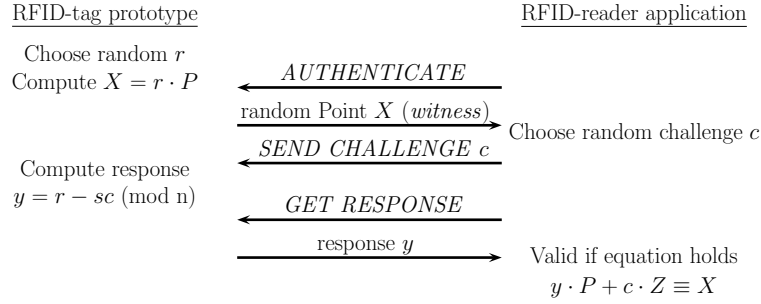 RFID-tag prototype
RFID-reader application
Choose random r
Compute X = r · P
AUTHENTICATE
random Point X (witness)
Choose random challenge c
SEND CHALLENGE c
Compute response
y = r − sc (mod n)
GET RESPONSE
response y
Valid if equation holds
y · P + c · Z ≡ X